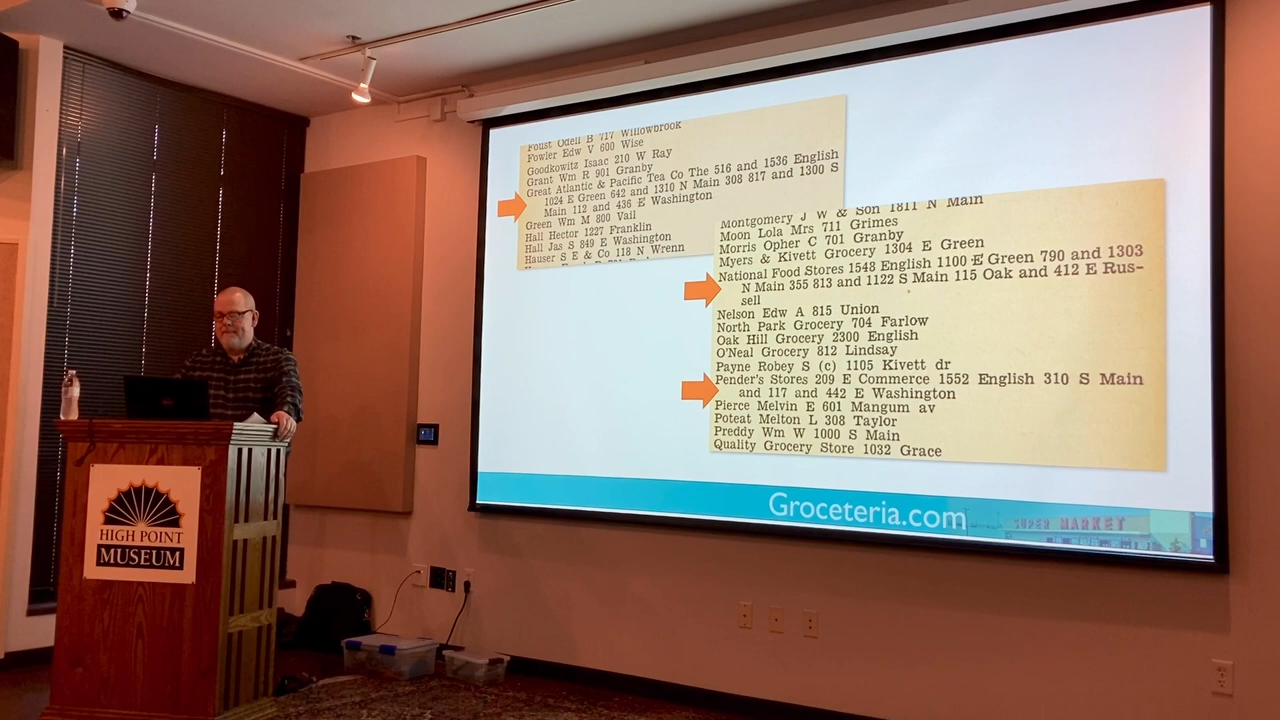 Foust Odell B 717 Willowbrook
Fowler Edw V 600 Wise
Goodkowitz Isaac 210 W Ray
Grant Wm R 901 Granby
Great Atlantic & Pacific Tea Co The 516 and 1536 English
1024 E Green 642 and 1310 N Main 308 817 and 1300 S
Main 112 and 436 E Washington
Green Wm M 800 Vail
Hall Hector 1227 Franklin
Hall Jas S 849 E Washington
Hauser S E & Co 118 N Wrenn
Montgomery J W & Son 1811 N Main
Moon Lola Mrs 711 Grimes
Morris Opher C 701 Granby
Myers & Kivett Grocery 1304 E Green
National Food Stores 1548 English 1100 E Green 790 and 1303
N Main 355 813 and 1122 S Main 115 Oak and 412 E Rus-
sell
Nelson Edw A 815 Union
North Park Grocery 704 Farlow
Oak Hill Grocery 2300 English
O'Neal Grocery 812 Lindsay
Payne Robey S (c) 1105 Kivett dr
Pender's Stores 209 E Commerce 1552 English 310 S Main
and 117 and 442 E Washington
Pierce Melvin E 601 Mangum av
Poteat Melton L 308 Taylor
Preddy Wm W 1000 S Main
Quality Grocery Store 1032 Grace
Groceteria.com
SUPER MARKET
HIGH POINT
MUSEUM